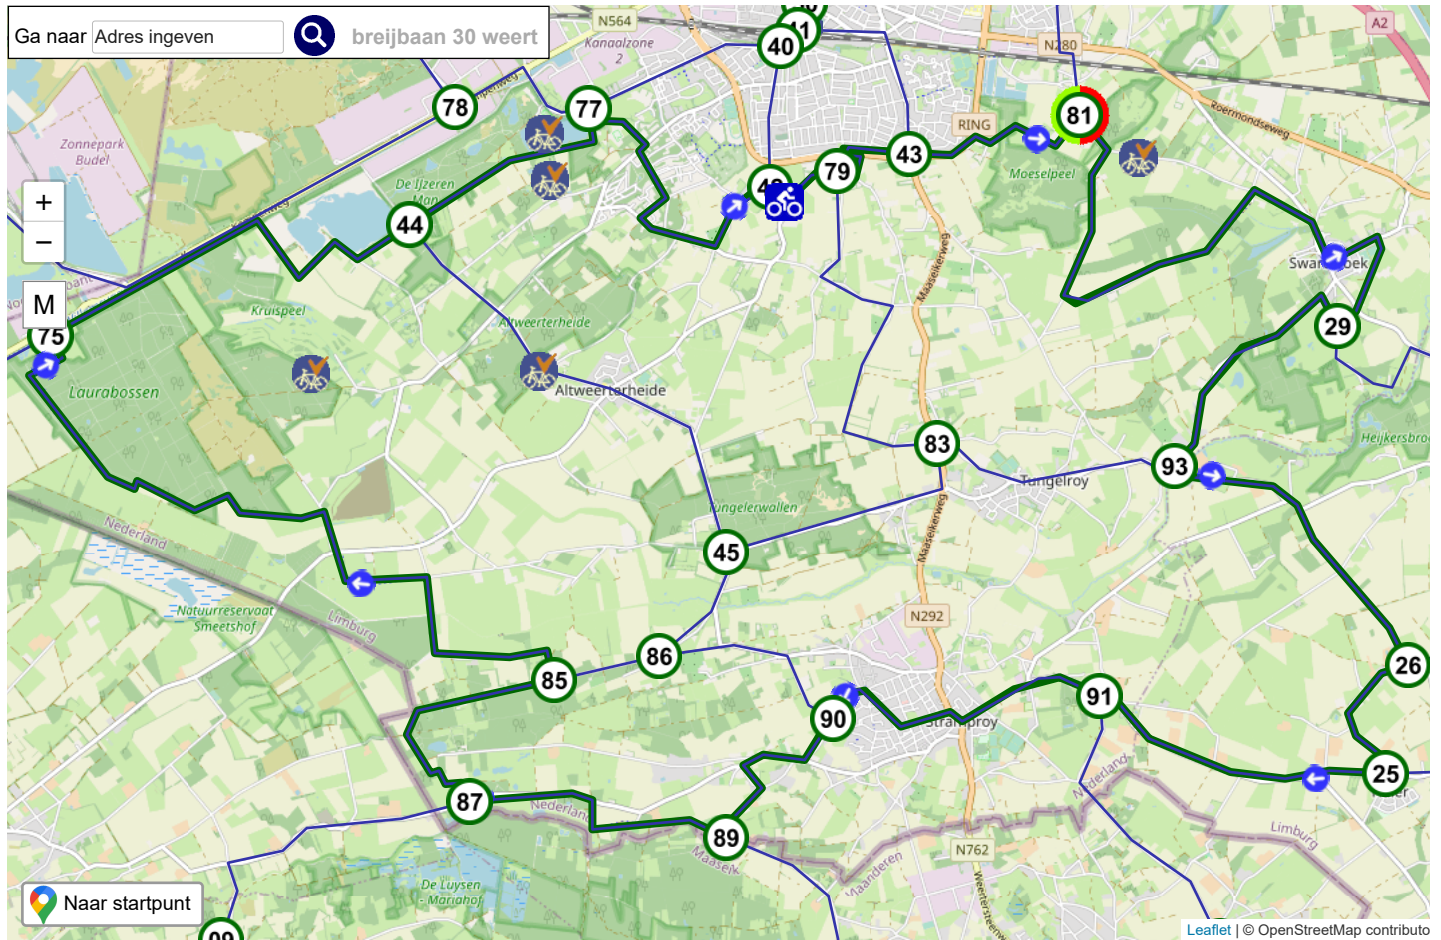 Ga naar Adres ingeven breijbaan 30 weert
N564
Kanaalzone
2
40
N280
A2
78
77
81
Roermondseweg
Zonnepark
Budel
RING
43
79
Moeselpeel
De IJzeren
Man
44
+
−
M
Maaseikerweg
Kruispeel
Altweerterheide
29
75
Laurabossen
Altweerterheide
83
93
Tungelroy
Tungelerwallen
Maaseikerweg
Nederland
45
Natuurreservaat
Smeetshof
Limburg
N292
86
26
85
91
90
Stramproy
Nederland
25
87
Nederland
89
Limburg
N762
De Luysen
- Mariahof
Naar startpunt
Leaflet | © OpenStreetMap contributo